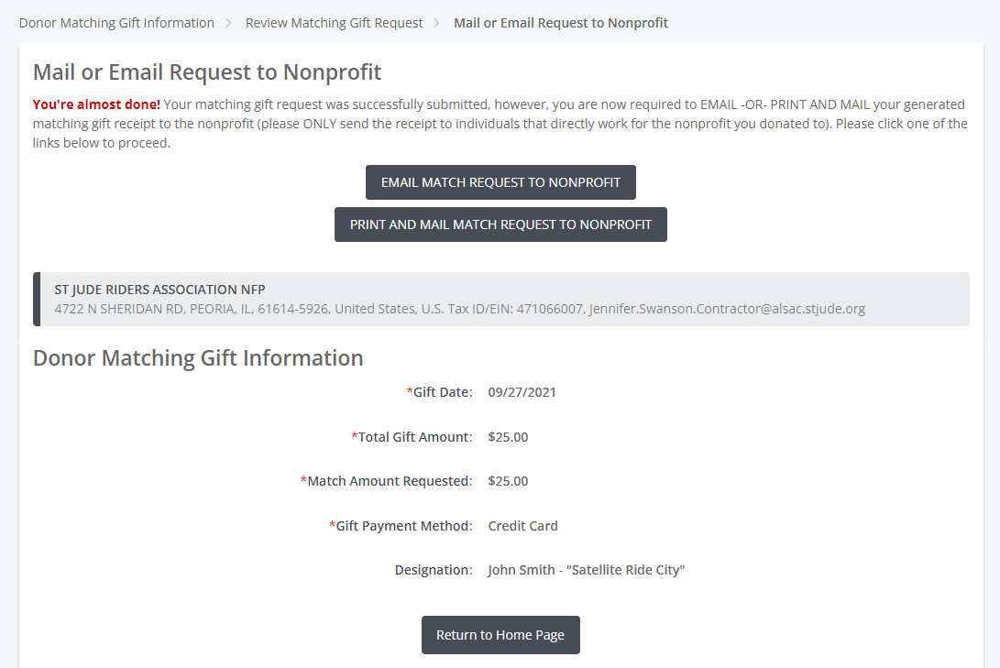 Donor Matching Gift Information > Review Matching Gift Request > Mail or Email Request to Nonprofit
Mail or Email Request to Nonprofit
You're almost done! Your matching gift request was successfully submitted, however, you are now required to EMAIL -OR- PRINT AND MAIL your generated
matching gift receipt to the nonprofit (please ONLY send the receipt to individuals that directly work for the nonprofit you donated to). Please click one of the
links below to proceed.
EMAIL MATCH REQUEST TO NONPROFIT
PRINT AND MAIL MATCH REQUEST TO NONPROFIT
ST JUDE RIDERS ASSOCIATION NFP
4722 N SHERIDAN RD, PEORIA, IL, 61614-5926, United States, U.S. Tax ID/EIN: 471066007, Jennifer.Swanson.Contractor@alsac.stjude.org
Donor Matching Gift Information
*Gift Date: 09/27/2021
*Total Gift Amount: $25.00
*Match Amount Requested: $25.00
*Gift Payment Method: Credit Card
Designation: John Smith - "Satellite Ride City"
Return to Home Page